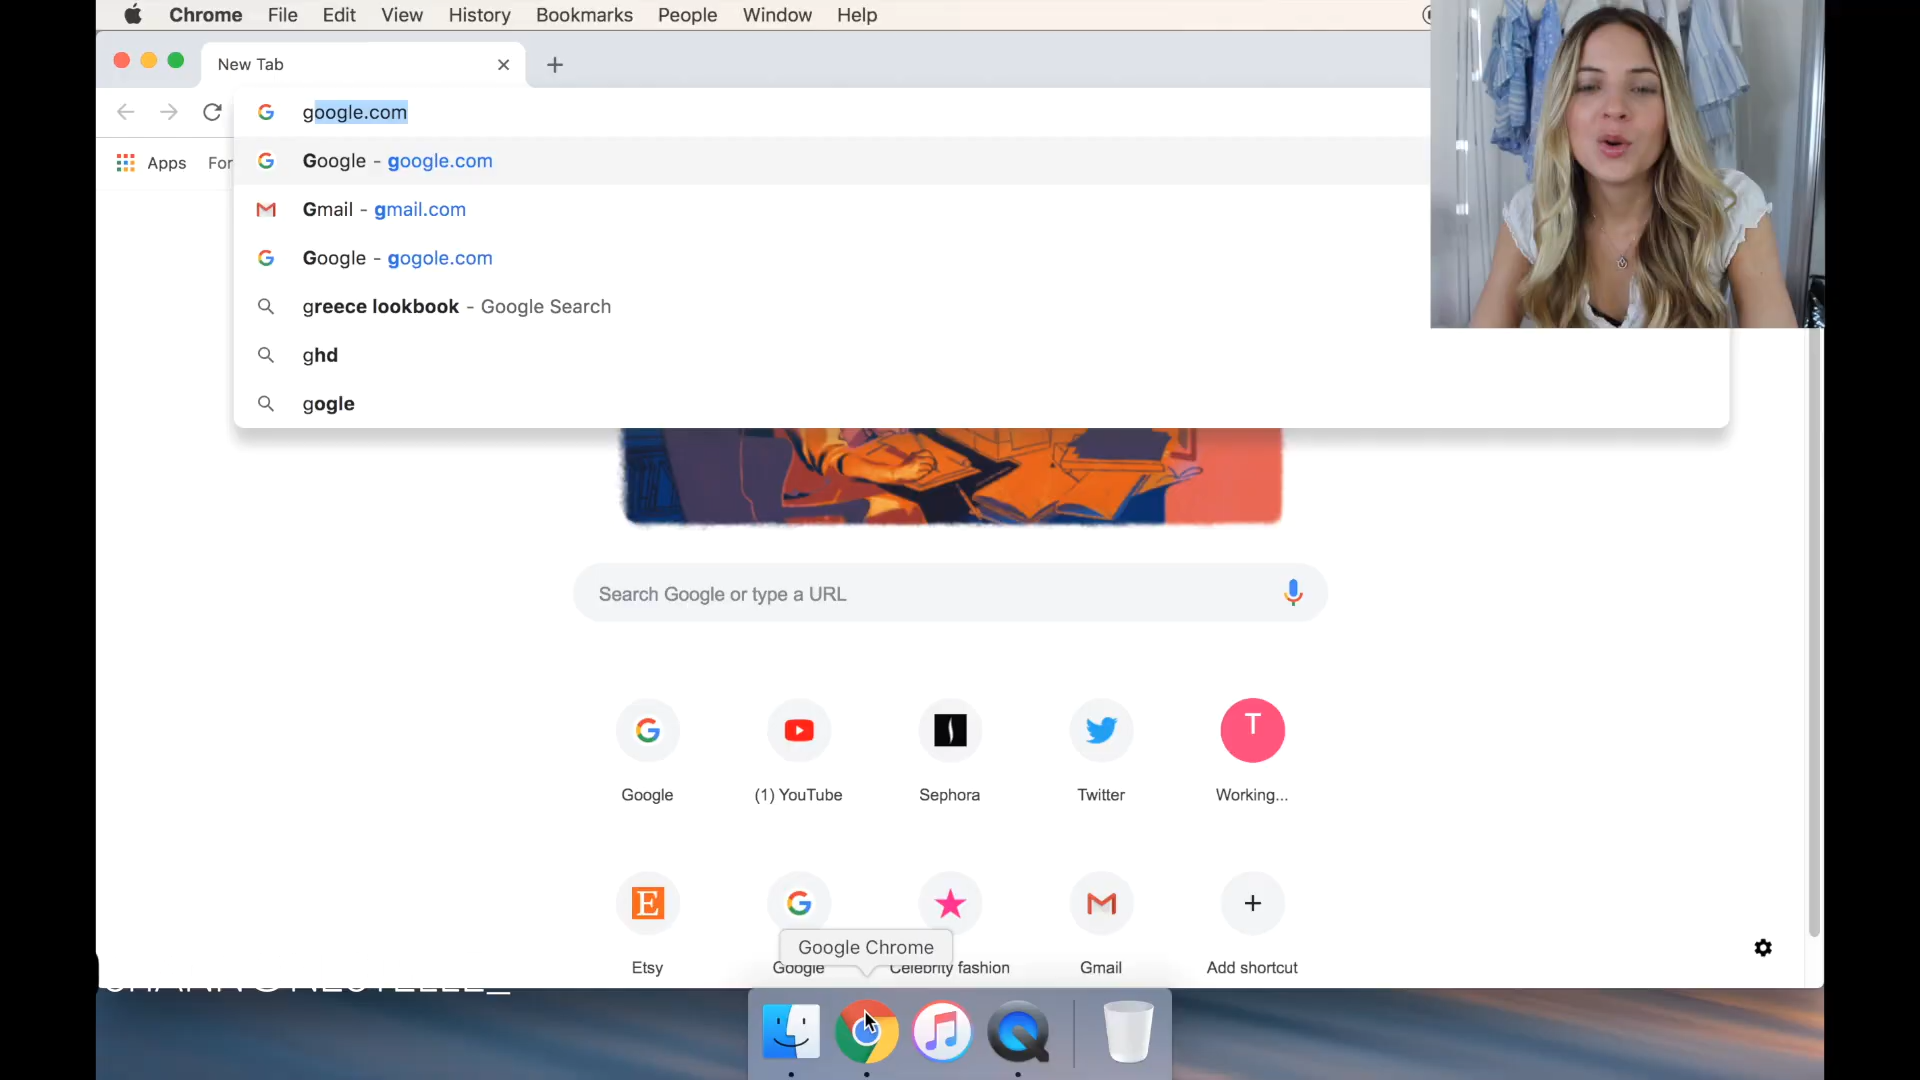 Chrome File Edit View History Bookmarks People Window Help
New Tab
google.com
Apps For
Google - google.com
Gmail - gmail.com
Google - gogole.com
greece lookbook - Google Search
ghd
gogle
Search Google or type a URL
T
Google (1) YouTube Sephora Twitter Working...
E
Google Chrome
Etsy Google Celebrity fashion Gmail Add shortcut